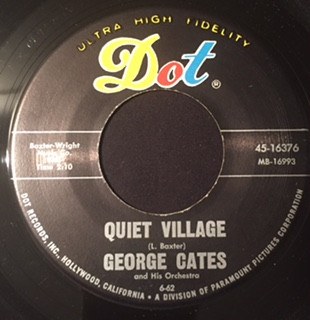 ULTRA HIGH FIDELITY
Dot®
Baxter-Wright
Time 2:10
45-16376
MB-16993
QUIET VILLAGE
(L. Baxter)
GEORGE CATES
and His Orchestra
6-62
DOT RECORDS, INC., HOLLYWOOD, CALIFORNIA • A DIVISION OF PARAMOUNT PICTURES CORPORATION